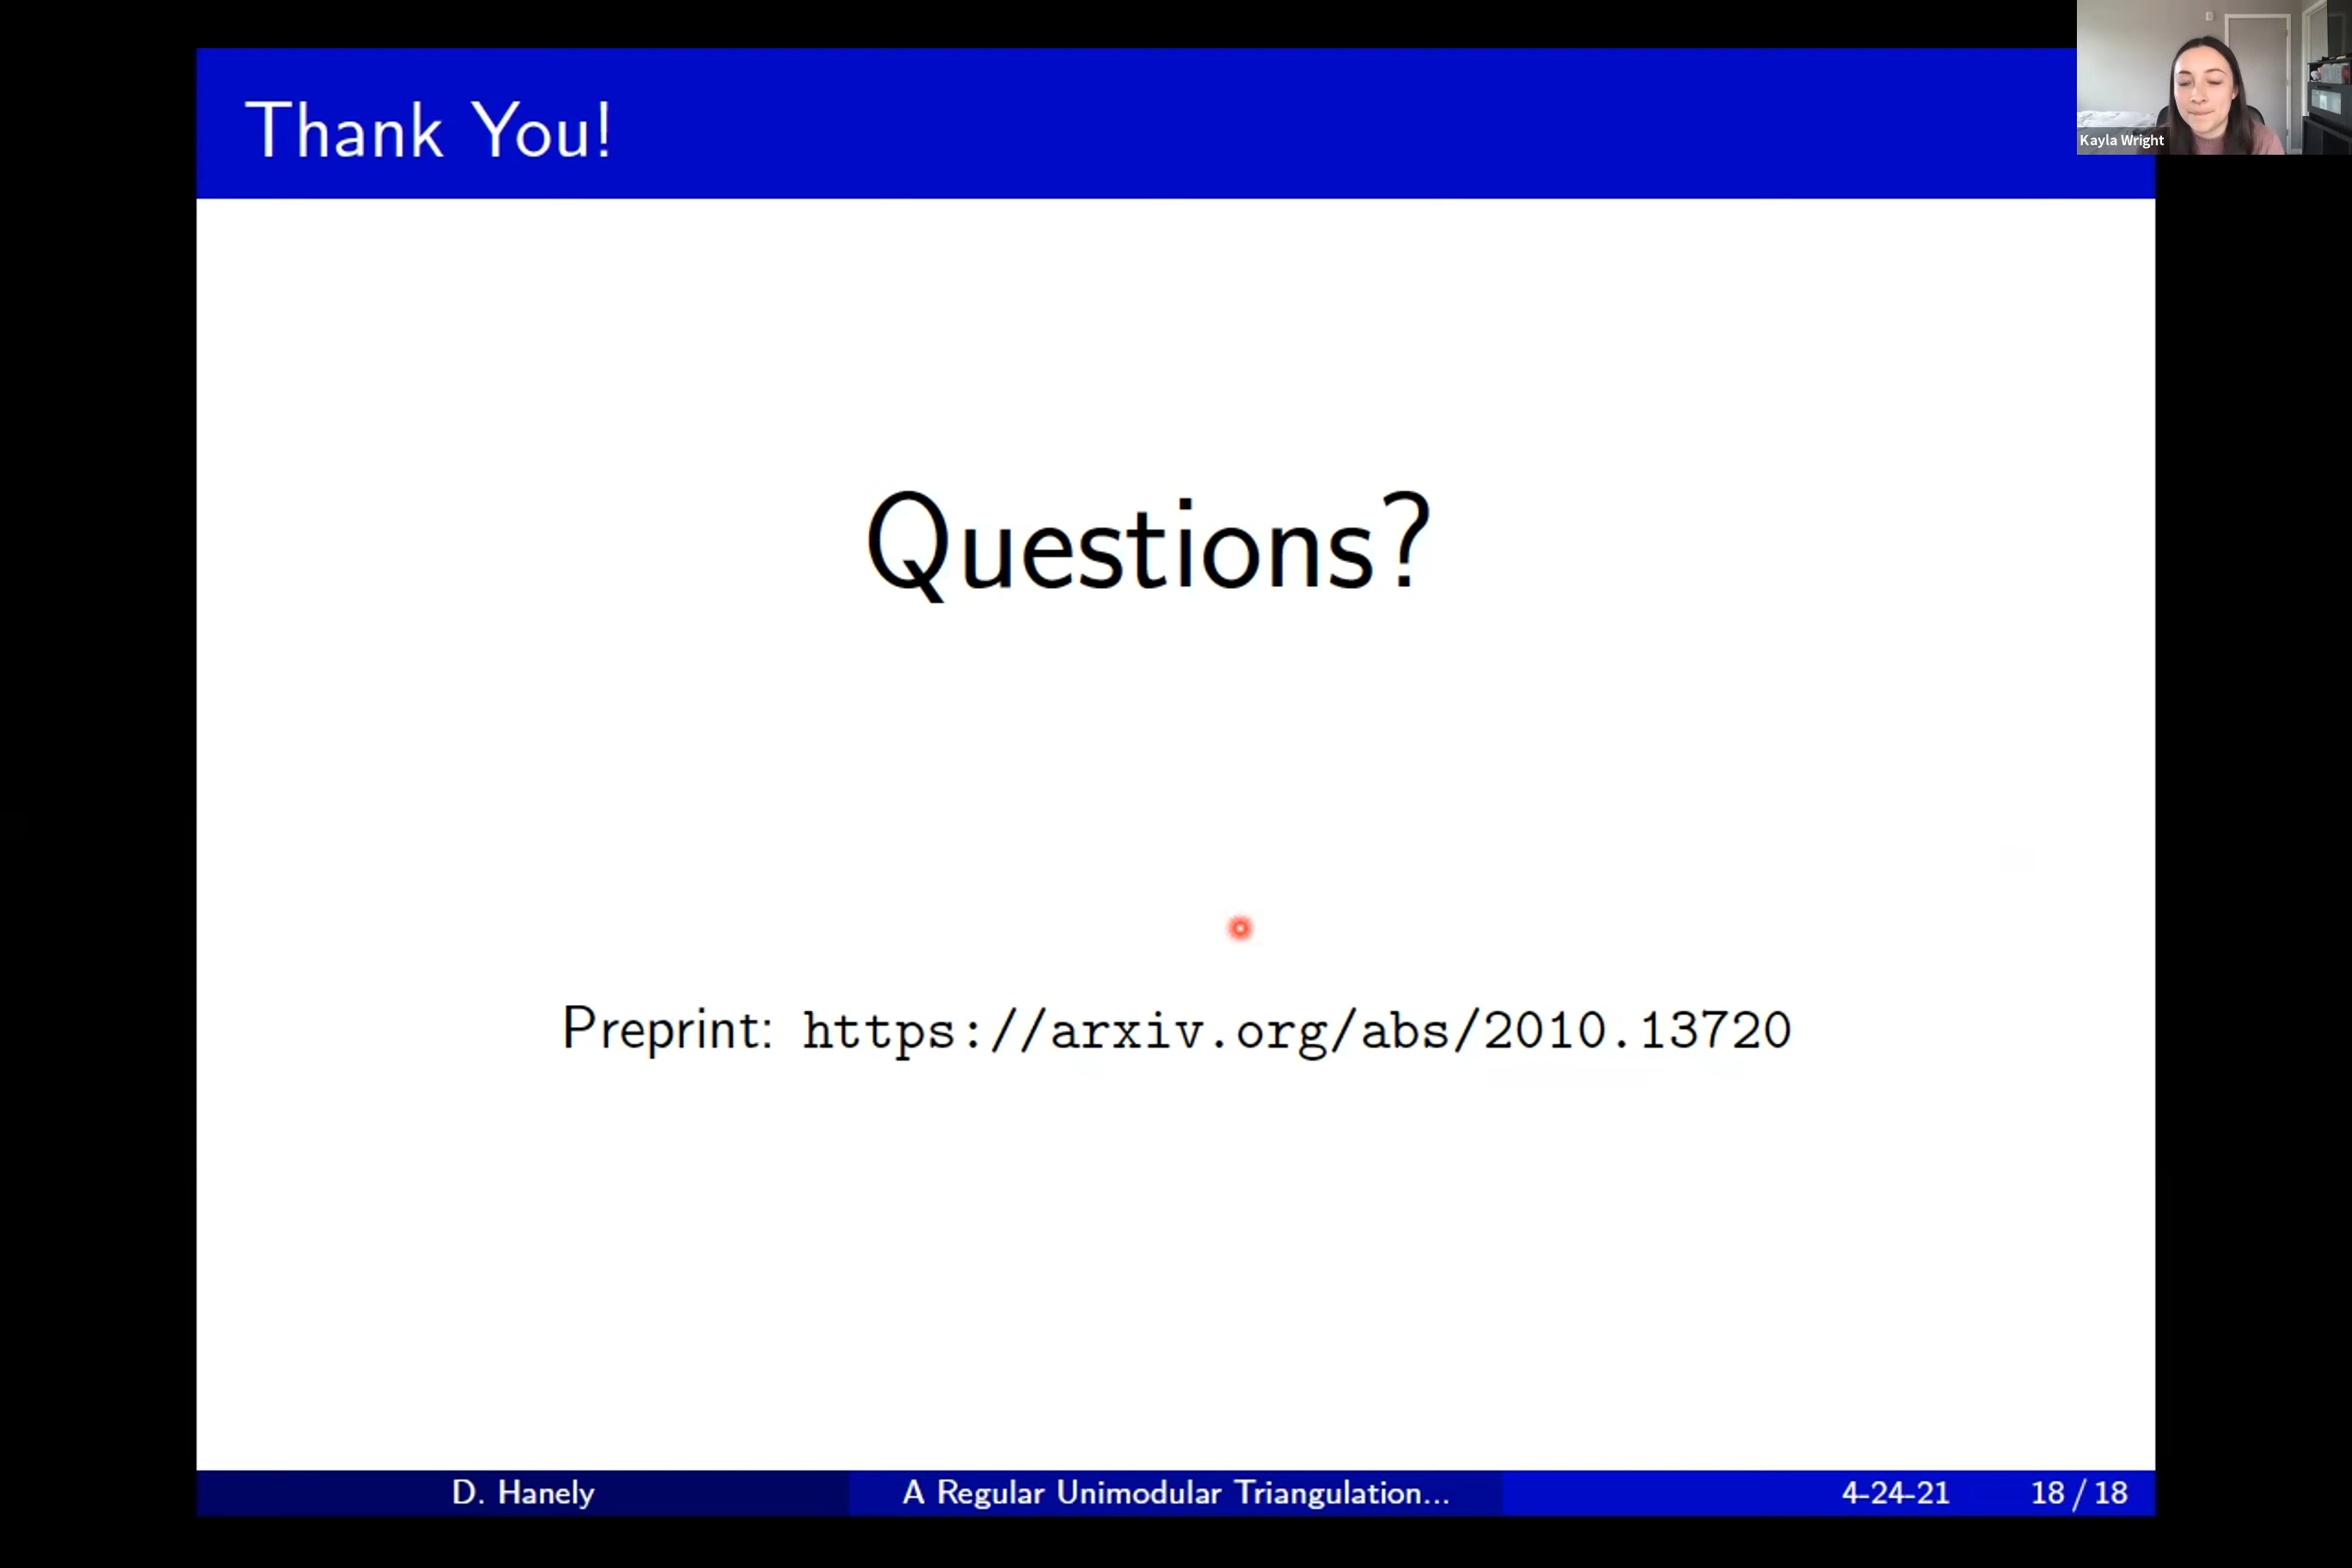 Thank You!
Kayla Wright
Questions?
Preprint: https://arxiv.org/abs/2010.13720
D. Hanely
A Regular Unimodular Triangulation...
4-24-21
18 / 18